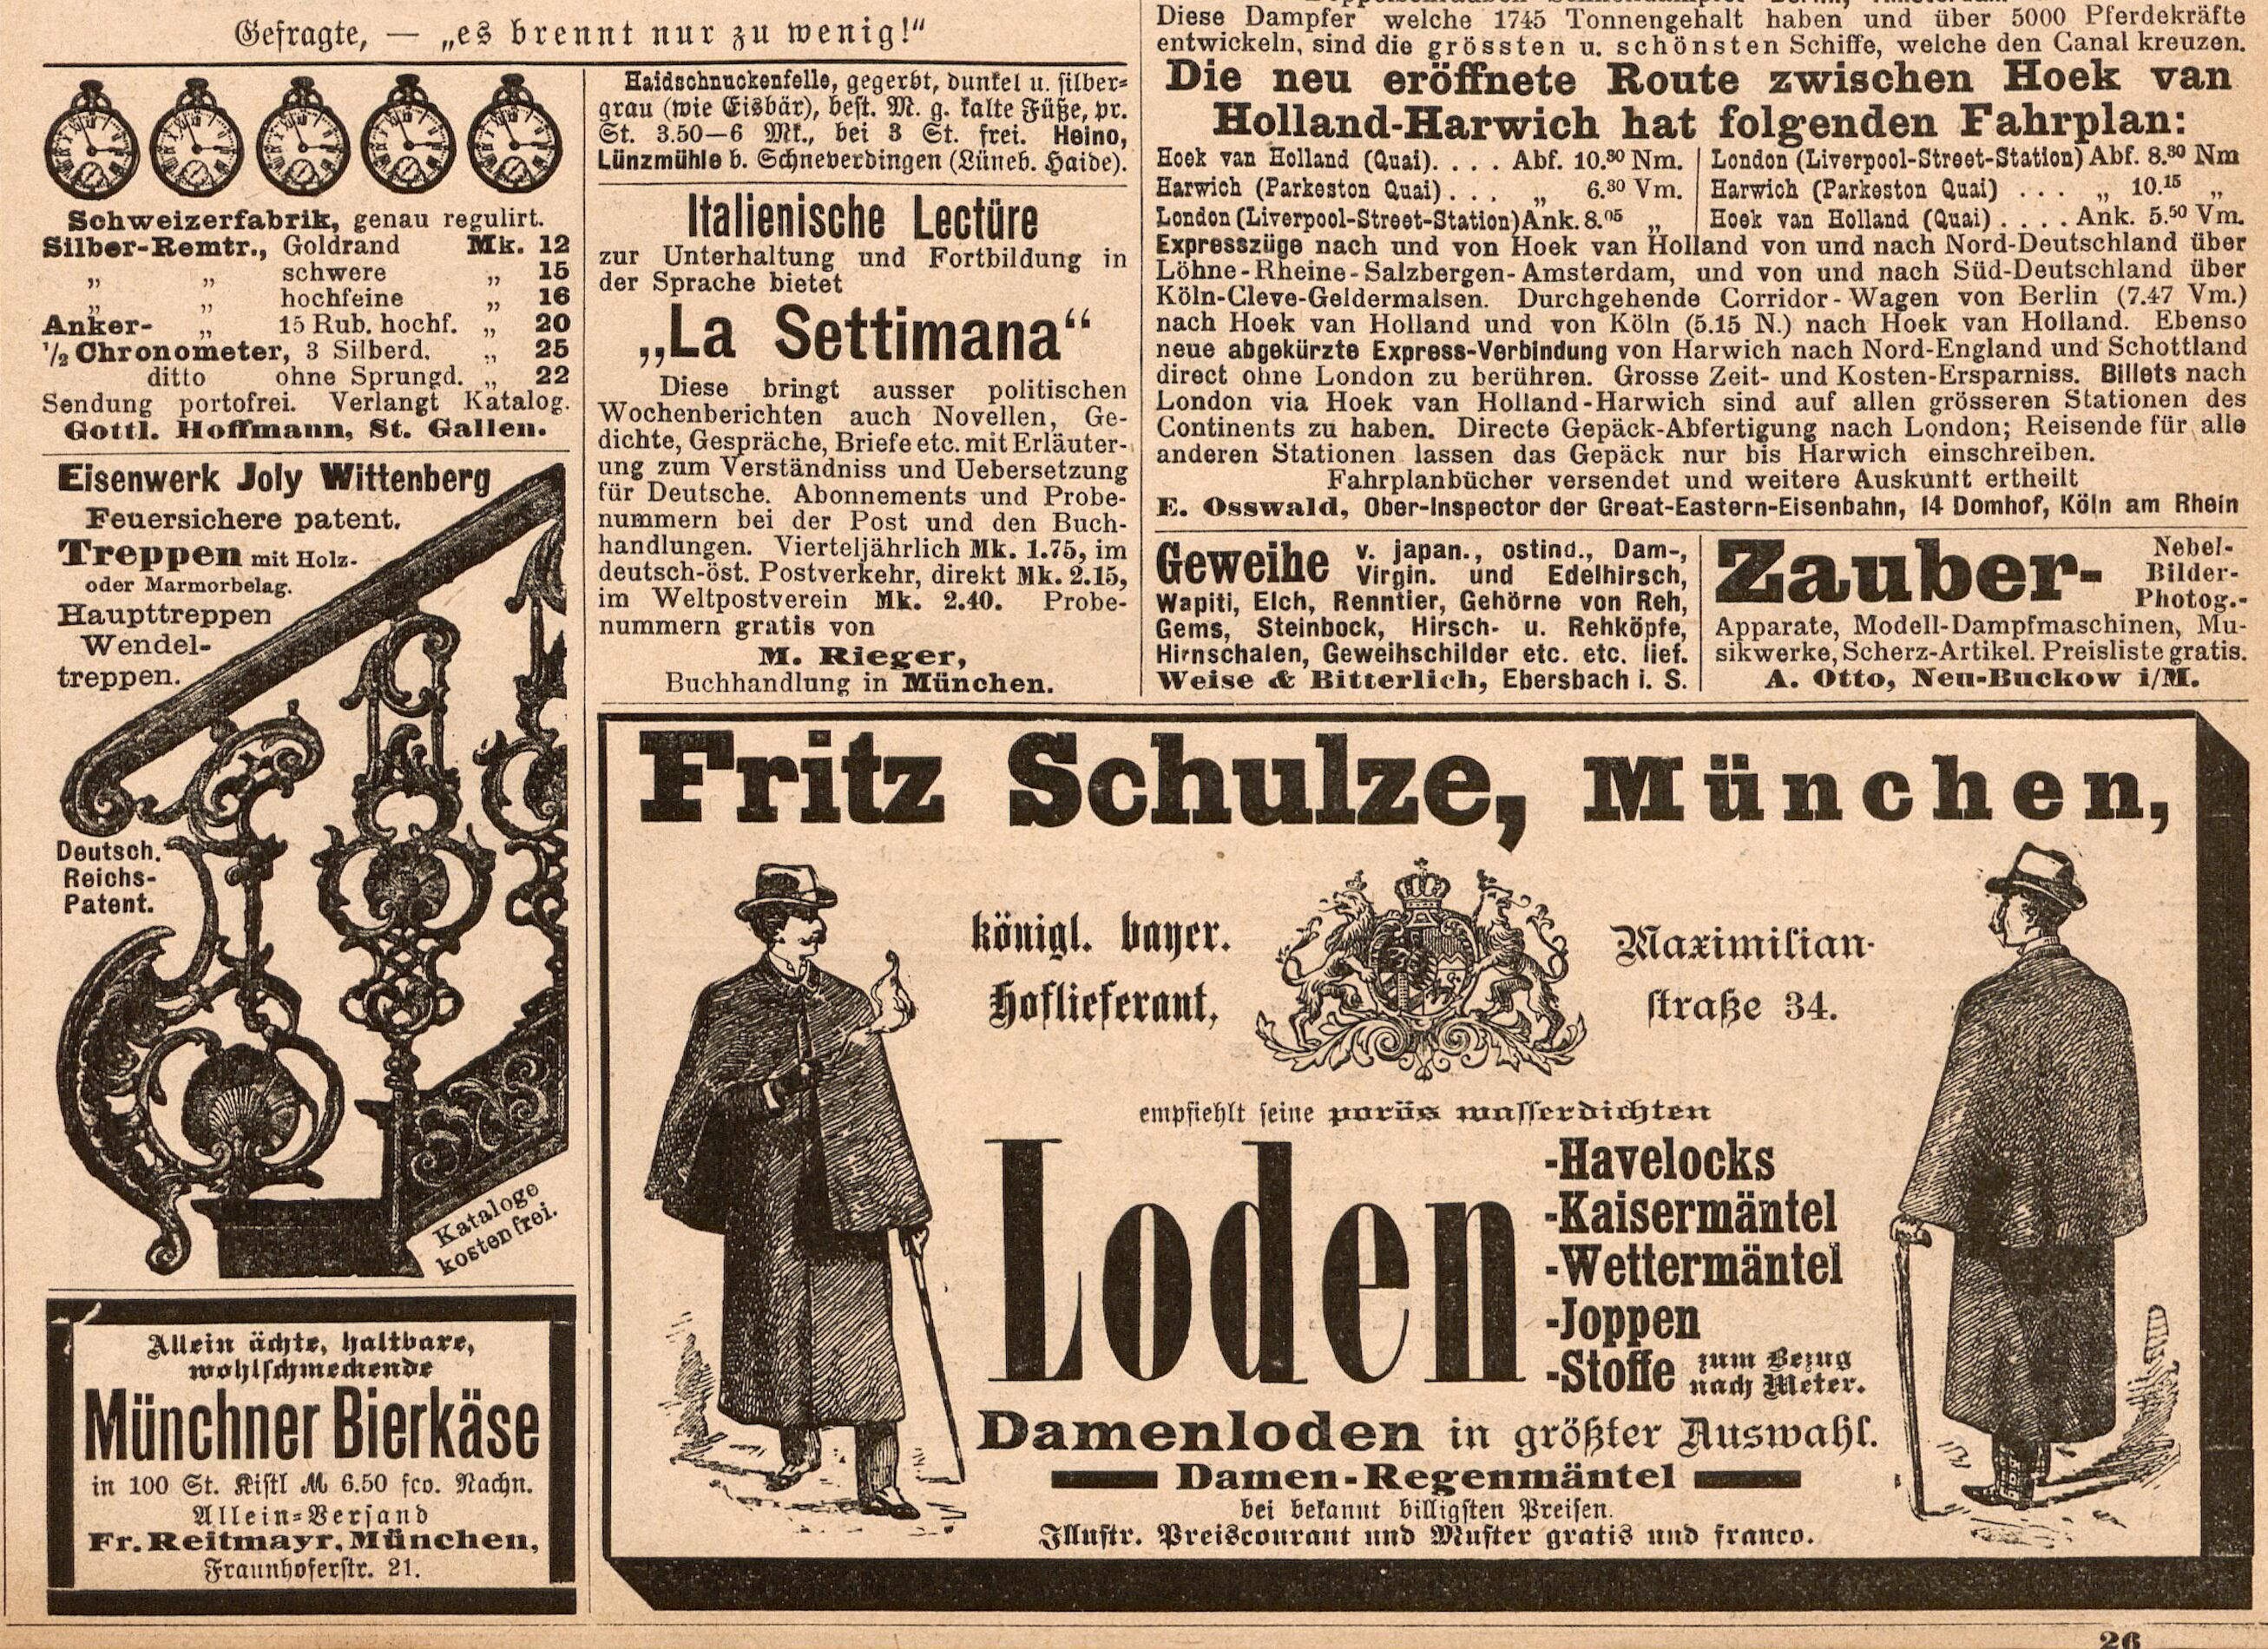 Gefragte, — „es brennt nur zu wenig!“
Schweizerfabrik, genau regulirt.
Silber-Remtr., Goldrand Mk. 12
„ „ schwere „ 15
„ „ hochfeine „ 16
Anker- „ 15 Rub. hochf. „ 20
½ Chronometer, 3 Silberd. „ 25
ditto ohne Sprungd. „ 22
Sendung portofrei. Verlangt Katalog.
Gottl. Hoffmann, St. Gallen.
Eisenwerk Joly Wittenberg
Feuersichere patent.
Treppen mit Holz-
oder Marmorbelag.
Haupttreppen
Wendel-
treppen.
Deutsch.
Reichs-
Patent.
Kataloge
kostenfrei.
Allein ächte, haltbare,
wohlschmeckende
Münchner Bierkäse
in 100 St. Kistl M 6.50 fco. Nachn.
Allein-Versand
Fr. Reitmayr, München,
Fraunhoferstr. 21.
Haidschnuckenfelle, gegerbt, dunkel u. silber-
grau (wie Eisbär), best. M. g. kalte Füße, pr.
St. 3.50—6 Mk., bei 3 St. frei. Heino,
Lünzmühle b. Schneverdingen (Lüneb. Haide).
Italienische Lectüre
zur Unterhaltung und Fortbildung in
der Sprache bietet
„La Settimana“
Diese bringt ausser politischen
Wochenberichten auch Novellen, Ge-
dichte, Gespräche, Briefe etc. mit Erläuter-
ung zum Verständniss und Uebersetzung
für Deutsche. Abonnements und Probe-
nummern bei der Post und den Buch-
handlungen. Vierteljährlich Mk. 1.75, im
deutsch-öst. Postverkehr, direkt Mk. 2.15,
im Weltpostverein Mk. 2.40. Probe-
nummern gratis von
M. Rieger,
Buchhandlung in München.
Diese Dampfer welche 1745 Tonnengehalt haben und über 5000 Pferdekräfte
entwickeln, sind die grössten u. schönsten Schiffe, welche den Canal kreuzen.
Die neu eröffnete Route zwischen Hoek van
Holland-Harwich hat folgenden Fahrplan:
Hoek van Holland (Quai). . . . Abf. 10.30 Nm.
Harwich (Parkeston Quai) . . . „ 6.30 Vm.
London (Liverpool-Street-Station) Ank. 8.05 „
London (Liverpool-Street-Station) Abf. 8.30 Nm
Harwich (Parkeston Quai) . . . „ 10.15 „
Hoek van Holland (Quai) . . . . Ank. 5.50 Vm.
Expresszüge nach und von Hoek van Holland von und nach Nord-Deutschland über
Löhne-Rheine-Salzbergen-Amsterdam, und von und nach Süd-Deutschland über
Köln-Cleve-Geldermalsen. Durchgehende Corridor-Wagen von Berlin (7.47 Vm.)
nach Hoek van Holland und von Köln (5.15 N.) nach Hoek van Holland. Ebenso
neue abgekürzte Express-Verbindung von Harwich nach Nord-England und Schottland
direct ohne London zu berühren. Grosse Zeit- und Kosten-Ersparniss. Billets nach
London via Hoek van Holland-Harwich sind auf allen grösseren Stationen des
Continents zu haben. Directe Gepäck-Abfertigung nach London; Reisende für alle
anderen Stationen lassen das Gepäck nur bis Harwich einschreiben.
Fahrplanbücher versendet und weitere Auskunft ertheilt
E. Osswald, Ober-Inspector der Great-Eastern-Eisenbahn, 14 Domhof, Köln am Rhein
Geweihe v. japan., ostind., Dam-,
Virgin. und Edelhirsch,
Wapiti, Elch, Renntier, Gehörne von Reh,
Gems, Steinbock, Hirsch- u. Rehköpfe,
Hirnschalen, Geweihschilder etc. etc. lief.
Weise & Bitterlich, Ebersbach i. S.
Zauber- Nebel-
Bilder-
Photog.-
Apparate, Modell-Dampfmaschinen, Mu-
sikwerke, Scherz-Artikel. Preisliste gratis.
A. Otto, Neu-Buckow i/M.
Fritz Schulze, München,
königl. bayer.
Hoflieferant,
Maximilian-
straße 34.
empfiehlt seine porös wasserdichten
Loden
-Havelocks
-Kaisermäntel
-Wettermäntel
-Joppen
-Stoffe zum Bezug
nach Meter.
Damenloden in größter Auswahl.
Damen-Regenmäntel
bei bekannt billigsten Preisen.
Illustr. Preiscourant und Muster gratis und franco.
26